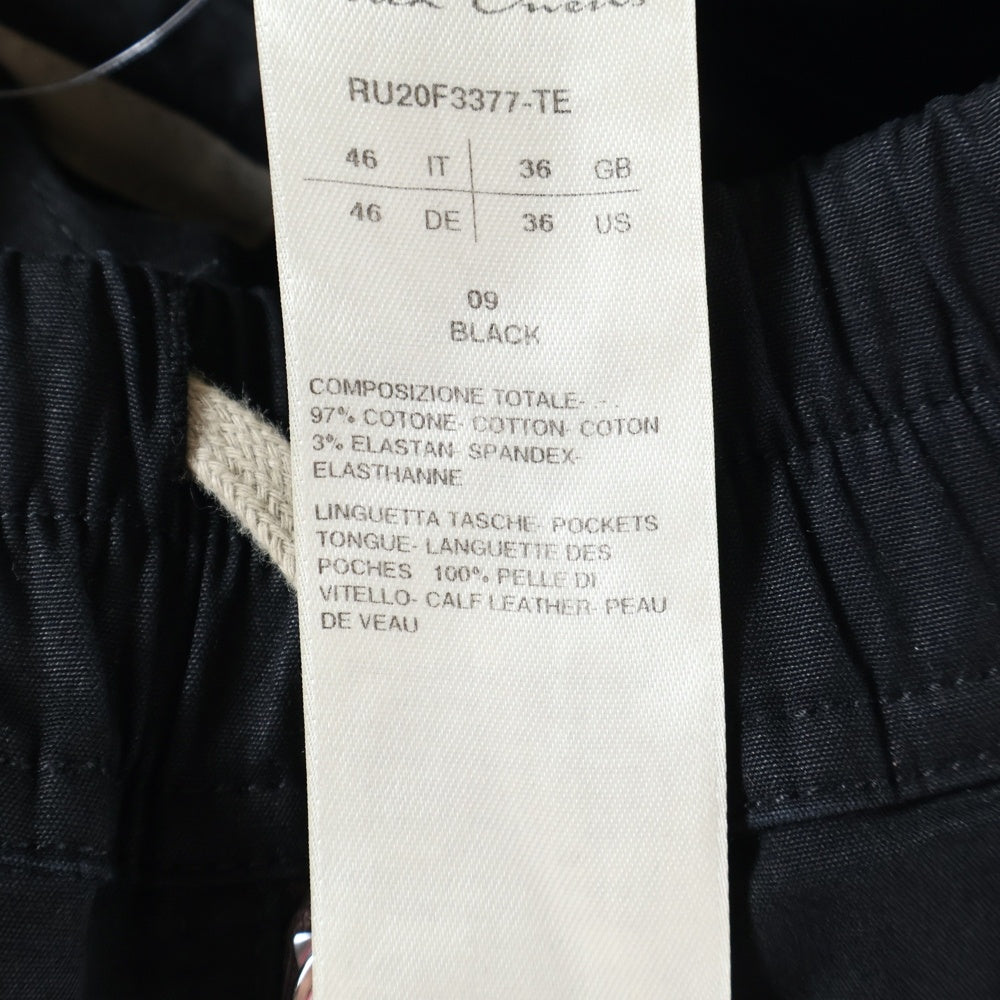 Rick Owens
RU20F3377-TE
46 IT 36 GB
46 DE 36 US
09
BLACK
COMPOSIZIONE TOTALE- - -
97% COTONE- COTTON- COTON
3% ELASTAN- SPANDEX-
ELASTHANNE
LINGUETTA TASCHE- POCKETS
TONGUE- LANGUETTE DES
POCHES 100% PELLE DI
VITELLO- CALF LEATHER- PEAU
DE VEAU